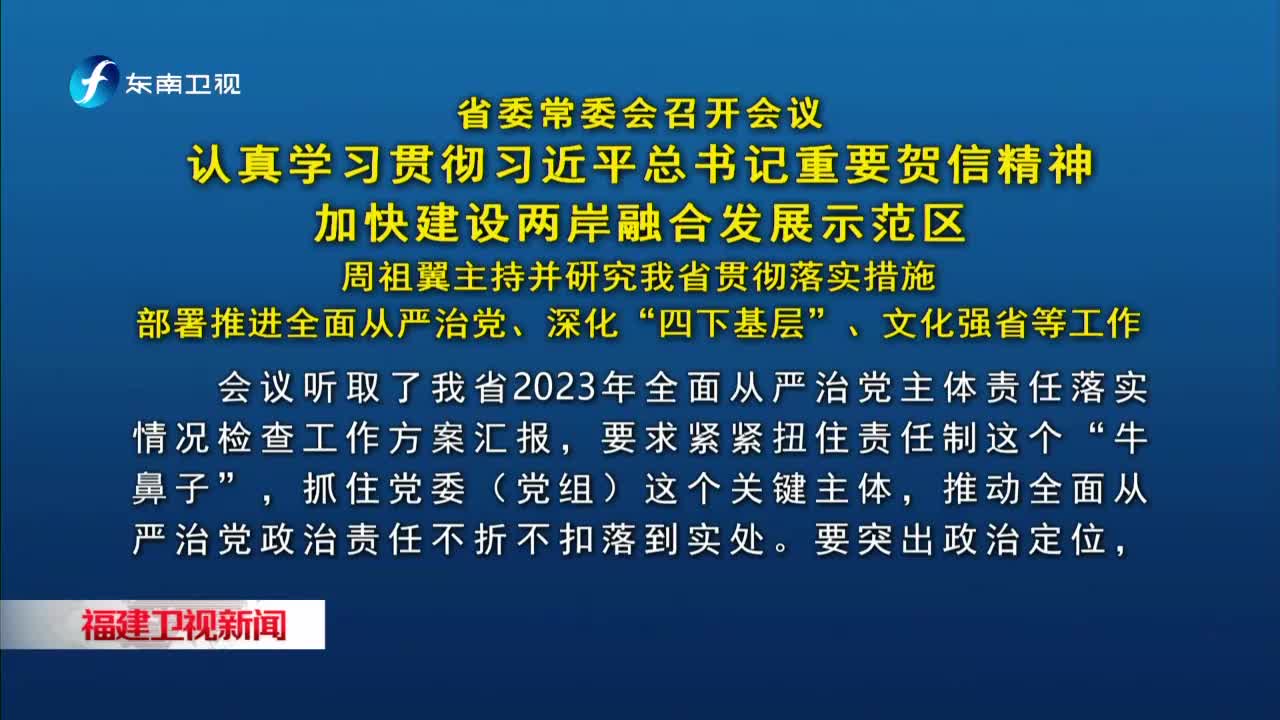 东南卫视
省委常委会召开会议
认真学习贯彻习近平总书记重要贺信精神
加快建设两岸融合发展示范区
周祖翼主持并研究我省贯彻落实措施
部署推进全面从严治党、深化“四下基层”、文化强省等工作
会议听取了我省2023年全面从严治党主体责任落实
情况检查工作方案汇报，要求紧紧扭住责任制这个“牛
鼻子”，抓住党委（党组）这个关键主体，推动全面从
严治党政治责任不折不扣落到实处。要突出政治定位，
福建卫视新闻